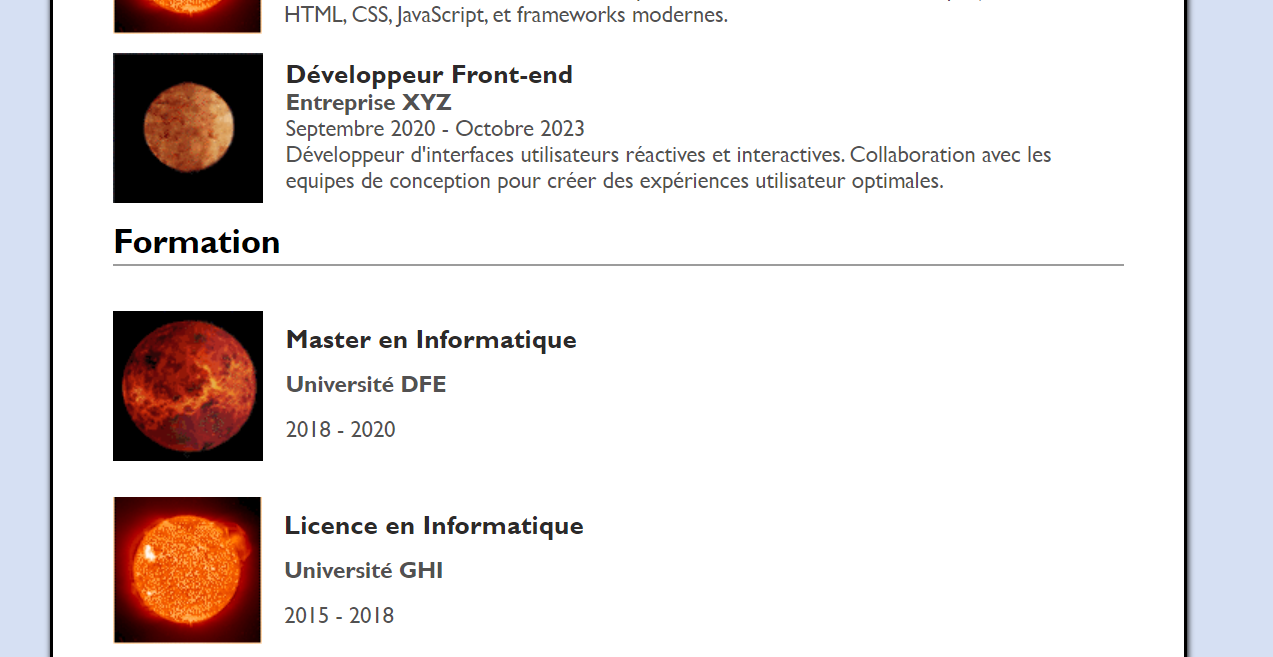 HTML, CSS, JavaScript, et frameworks modernes.
Développeur Front-end
Entreprise XYZ
Septembre 2020 - Octobre 2023
Développeur d'interfaces utilisateurs réactives et interactives. Collaboration avec les
equipes de conception pour créer des expériences utilisateur optimales.
Formation
Master en Informatique
Université DFE
2018 - 2020
Licence en Informatique
Université GHI
2015 - 2018